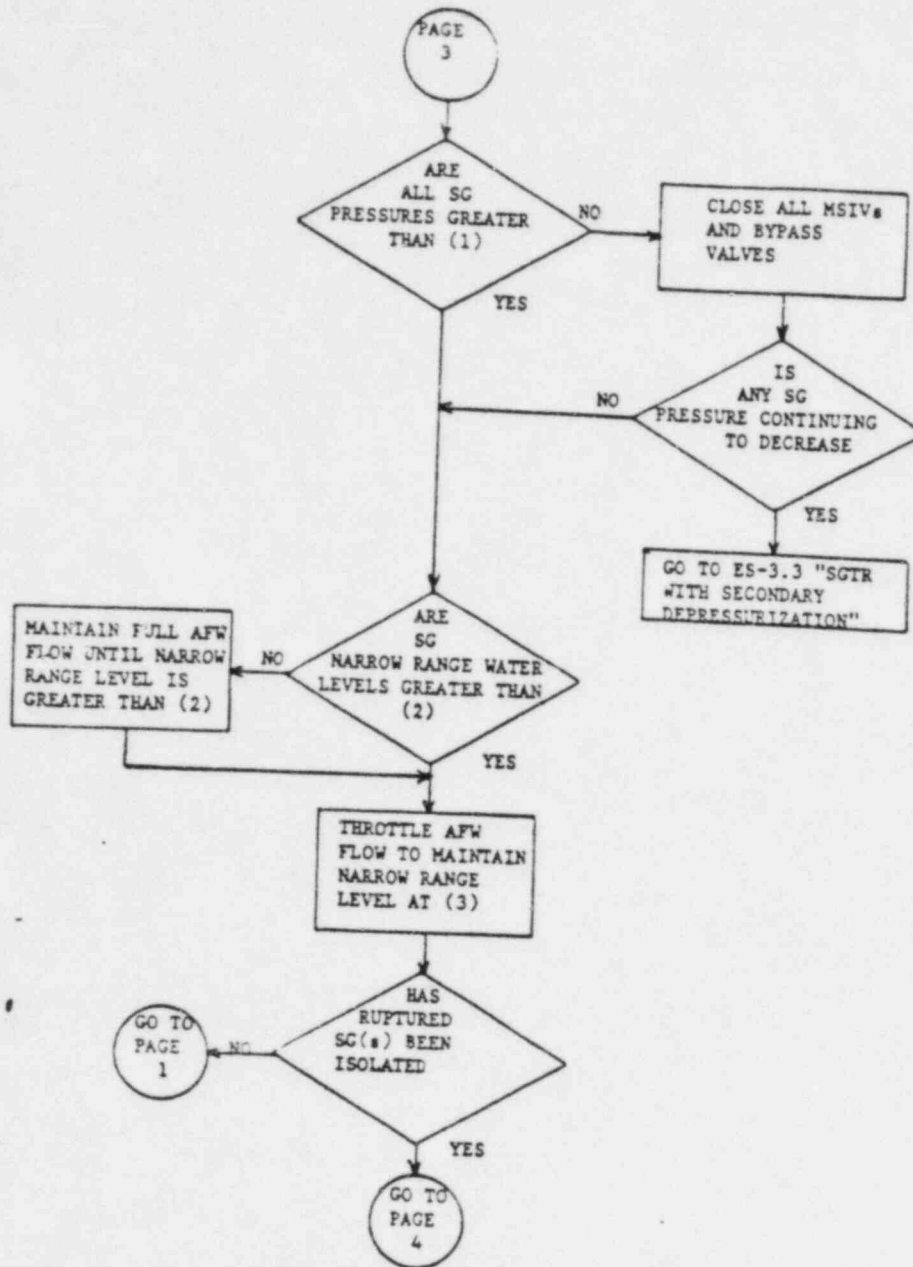 PAGE
3
ARE
ALL SG
PRESSURES GREATER
THAN (1)
NO
YES
CLOSE ALL MSIVs
AND BYPASS
VALVES
IS
ANY SG
PRESSURE CONTINUING
TO DECREASE
NO
YES
GO TO ES-3.3 "SGTR
WITH SECONDARY
DEPRESSURIZATION"
ARE
SG
NARROW RANGE WATER
LEVELS GREATER THAN
(2)
NO
YES
MAINTAIN FULL AFW
FLOW UNTIL NARROW
RANGE LEVEL IS
GREATER THAN (2)
THROTTLE AFW
FLOW TO MAINTAIN
NARROW RANGE
LEVEL AT (3)
HAS
RUPTURED
SG(s) BEEN
ISOLATED
NO
YES
GO TO
PAGE
1
GO TO
PAGE
4